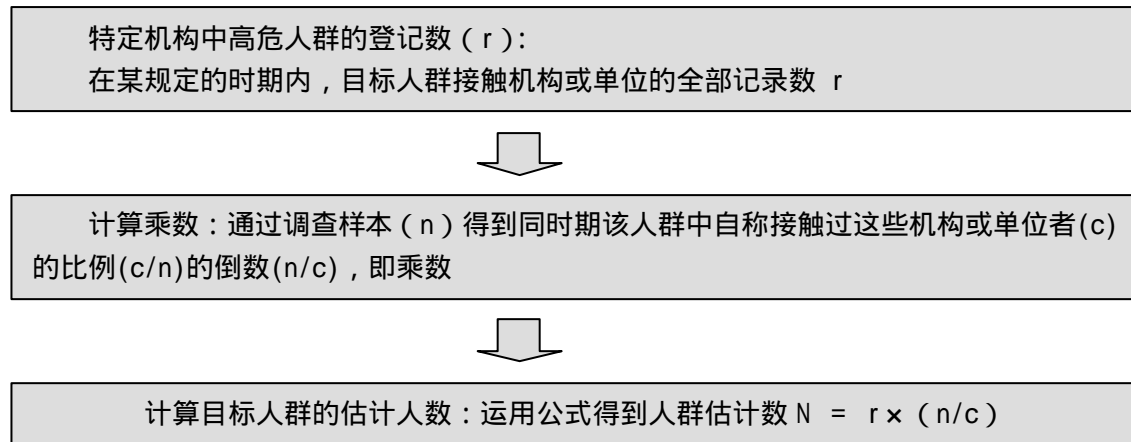 特定机构中高危人群的登记数（r）：
在某规定的时期内，目标人群接触机构或单位的全部记录数 r
计算乘数：通过调查样本（n）得到同时期该人群中自称接触过这些机构或单位者(c)
的比例(c/n)的倒数(n/c)，即乘数
计算目标人群的估计人数：运用公式得到人群估计数 N = r×（n/c）